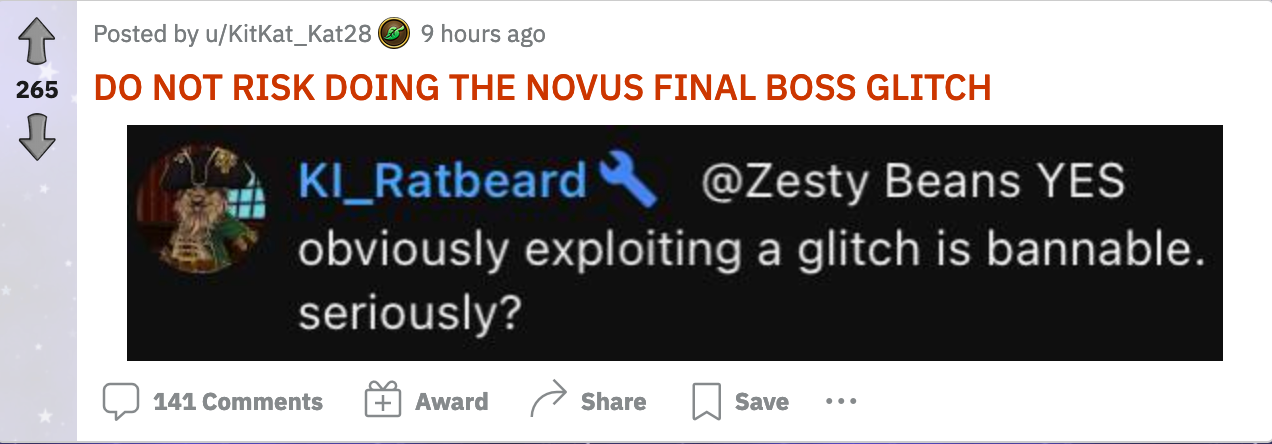 Posted by u/KitKat_Kat28 9 hours ago
265
DO NOT RISK DOING THE NOVUS FINAL BOSS GLITCH
KI_Ratbeard @Zesty Beans YES
obviously exploiting a glitch is bannable.
seriously?
141 Comments Award Share Save